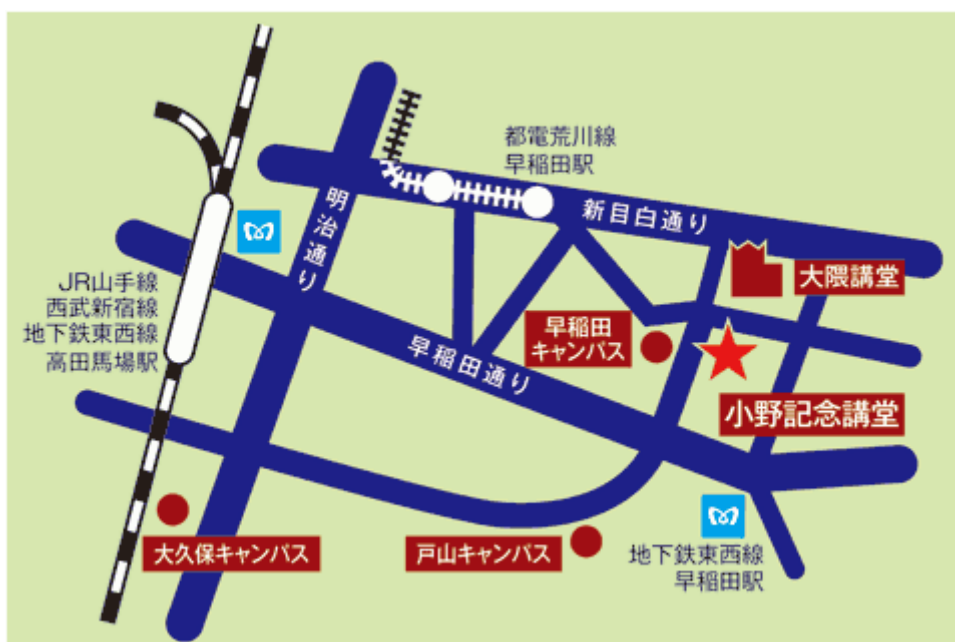 都電荒川線
早稲田駅
新目白通り
明治通り
大隈講堂
JR山手線
西武新宿線
地下鉄東西線
高田馬場駅
早稲田
キャンパス
早稲田通り
小野記念講堂
大久保キャンパス
戸山キャンパス
地下鉄東西線
早稲田駅